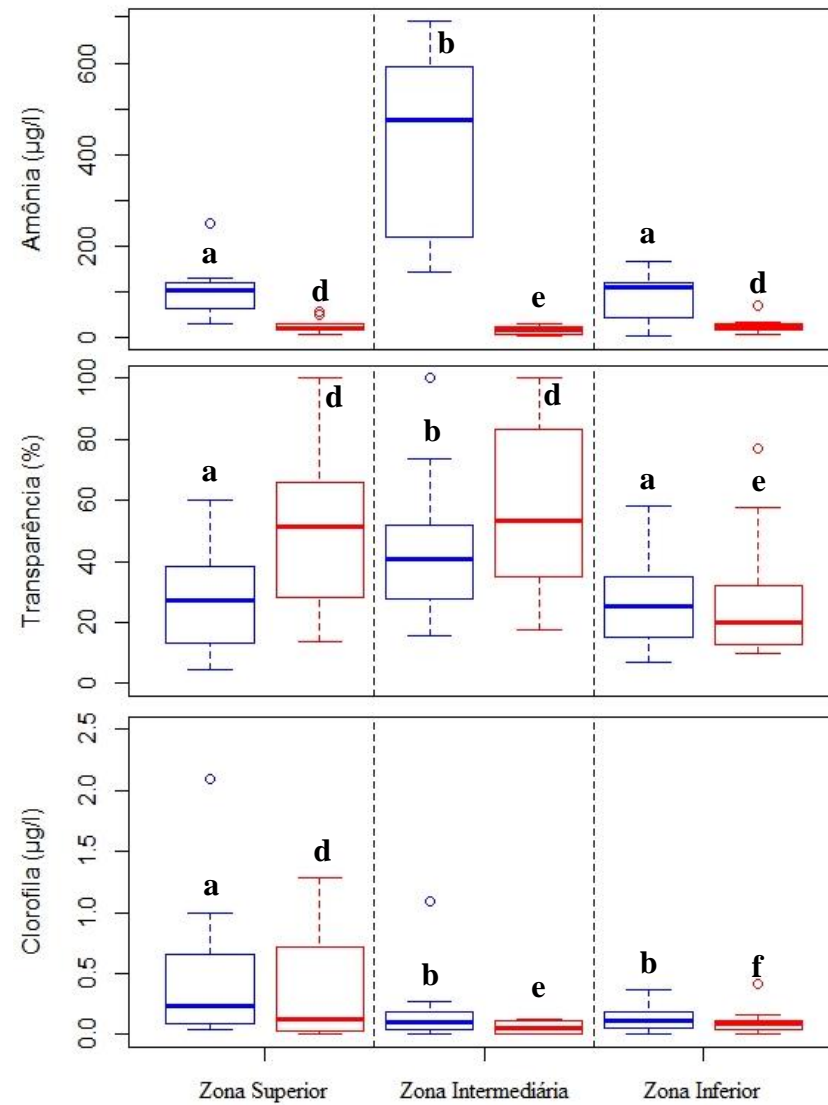 Amônia (µg/l)
600
400
200
0
a
d
b
e
a
d
Transparência (%)
100
80
60
40
20
0
a
d
b
d
a
e
Clorofila (µg/l)
2.5
2.0
1.5
1.0
0.5
0.0
a
d
b
e
b
f
Zona Superior
Zona Intermediária
Zona Inferior